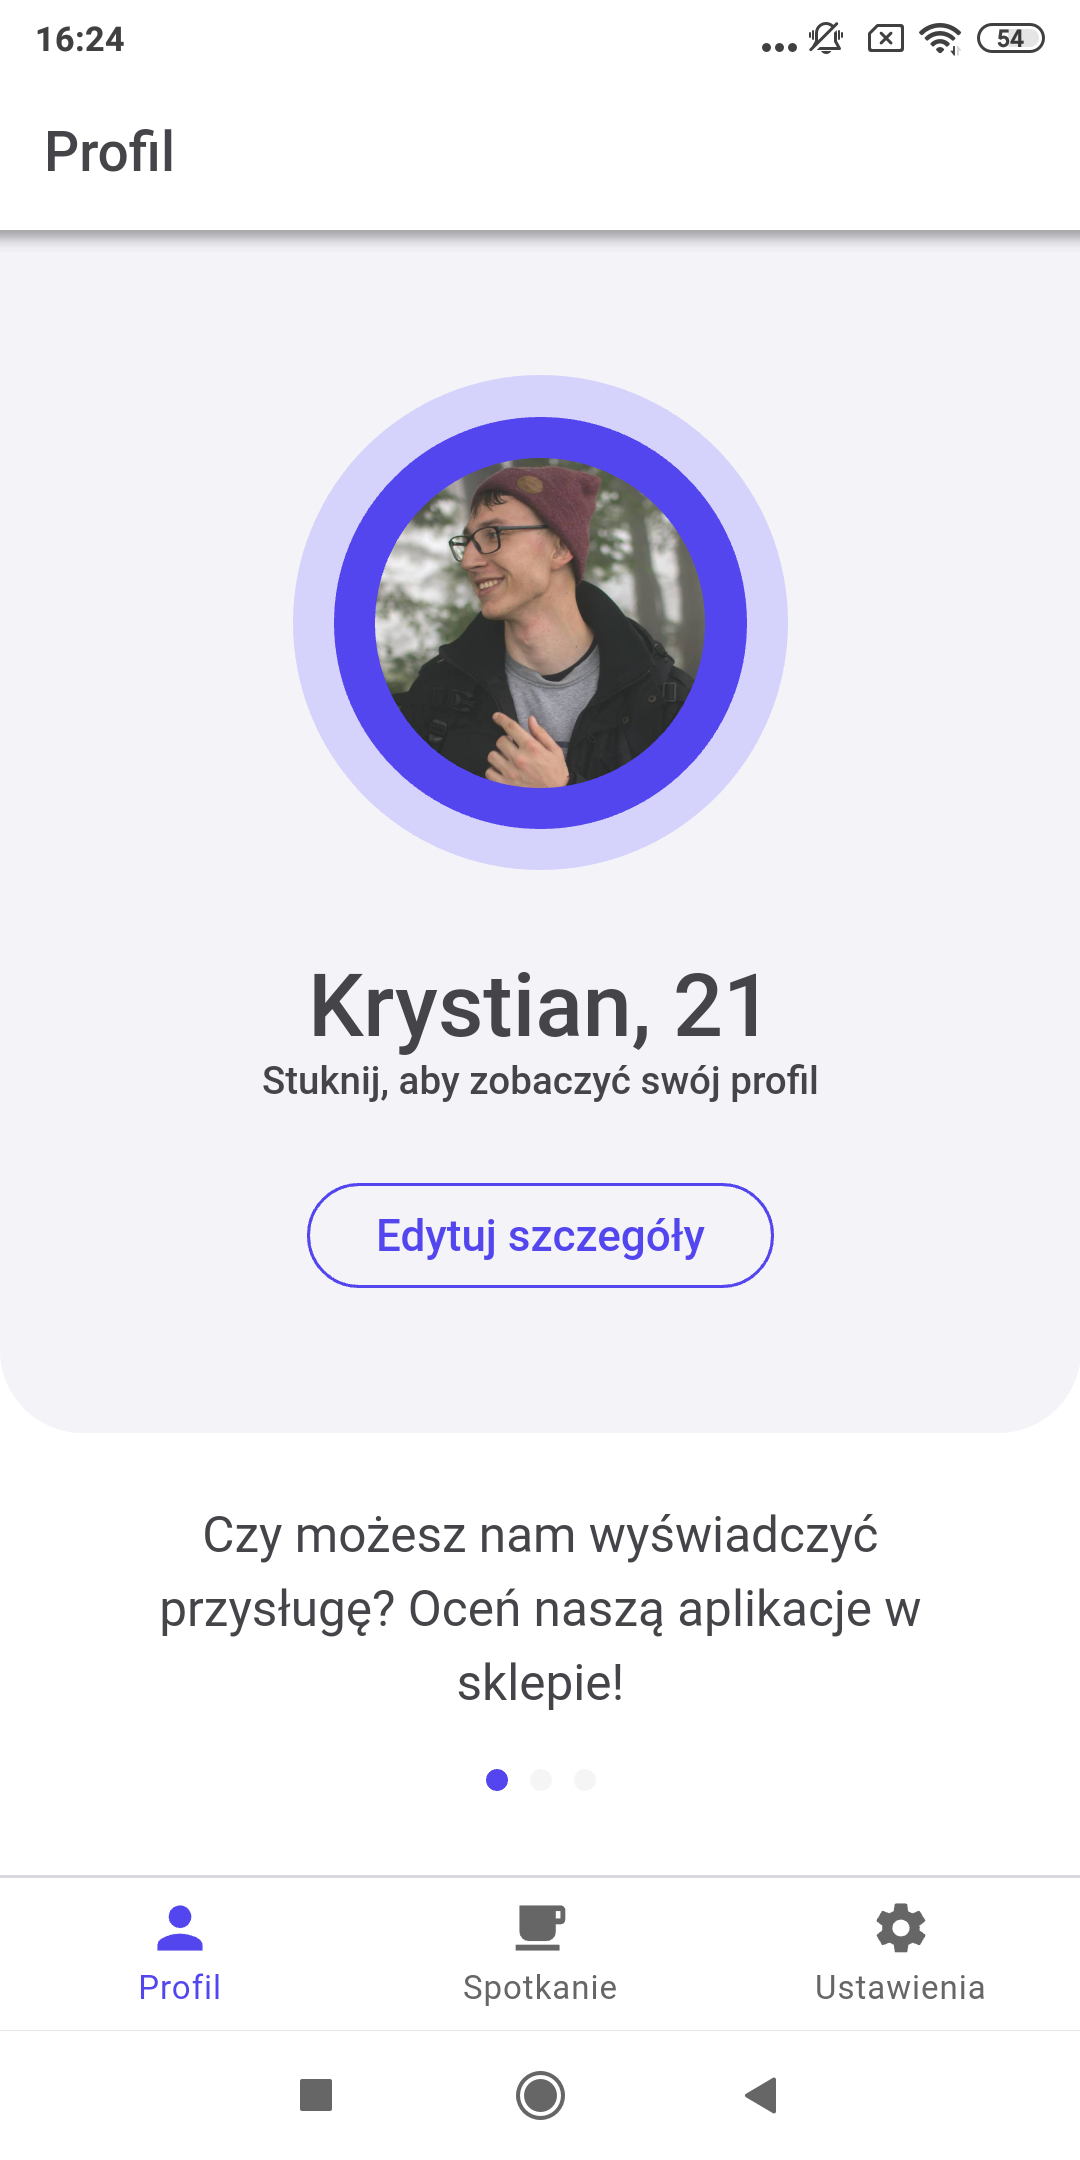 16:24
54
Profil
Krystian, 21
Stuknij, aby zobaczyć swój profil
Edytuj szczegóły
Czy możesz nam wyświadczyć
przysługę? Oceń naszą aplikacje w
sklepie!
Profil
Spotkanie
Ustawienia